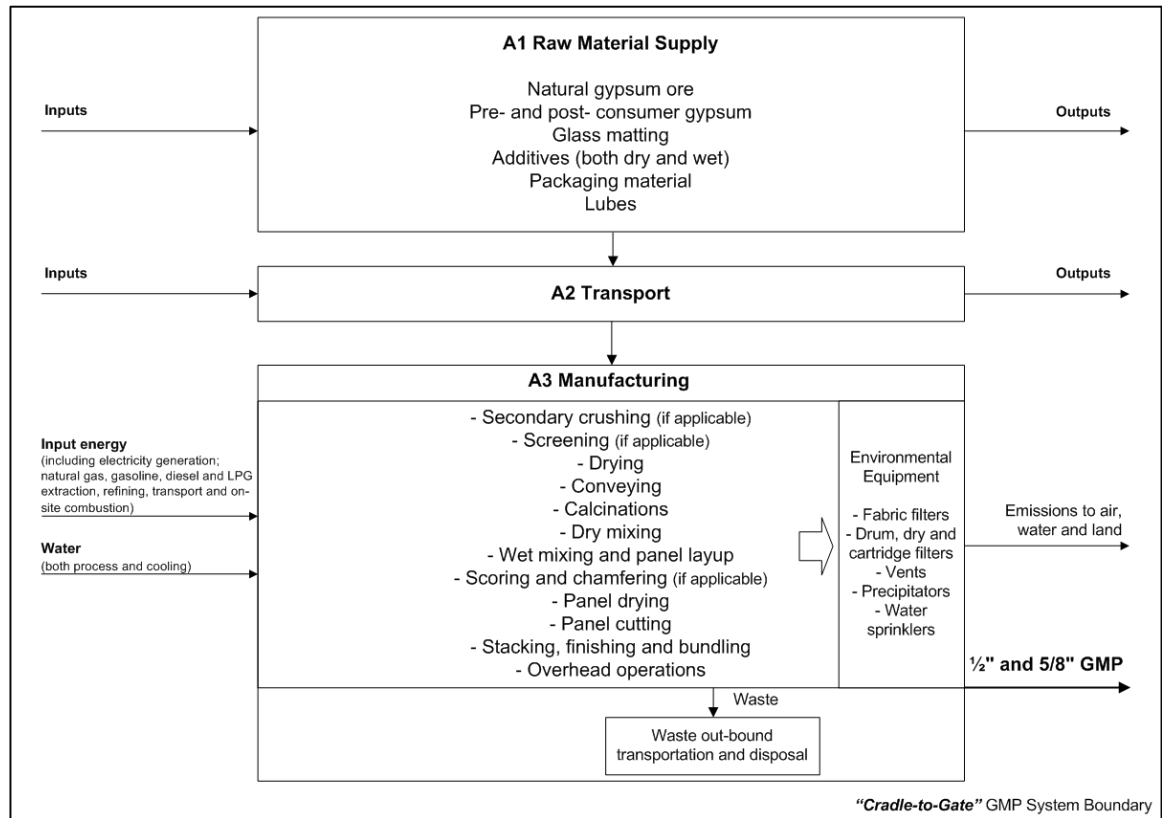 A1 Raw Material Supply
Natural gypsum ore
Pre- and post- consumer gypsum
Glass matting
Additives (both dry and wet)
Packaging material
Lubes
Inputs
Outputs
Inputs
A2 Transport
Outputs
A3 Manufacturing
Input energy
(including electricity generation;
natural gas, gasoline, diesel and LPG
extraction, refining, transport and on-
site combustion)
Water
(both process and cooling)
- Secondary crushing (if applicable)
- Screening (if applicable)
- Drying
- Conveying
- Calcinations
- Dry mixing
- Wet mixing and panel layup
- Scoring and chamfering (if applicable)
- Panel drying
- Panel cutting
- Stacking, finishing and bundling
- Overhead operations
Environmental
Equipment
- Fabric filters
- Drum, dry and
cartridge filters
- Vents
- Precipitators
- Water
sprinklers
Emissions to air,
water and land
½" and 5/8" GMP
Waste
Waste out-bound
transportation and disposal
"Cradle-to-Gate" GMP System Boundary